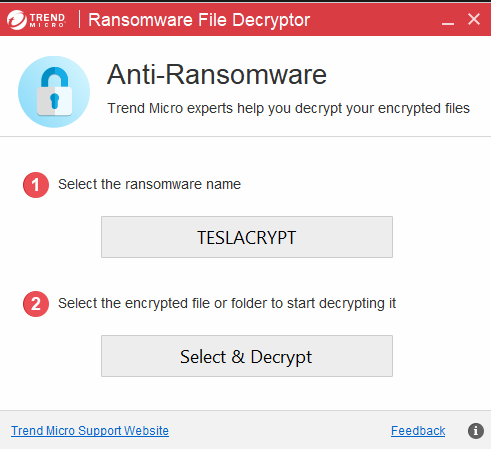 TREND MICRO Ransomware File Decryptor
Anti-Ransomware
Trend Micro experts help you decrypt your encrypted files
1 Select the ransomware name
TESLACRYPT
2 Select the encrypted file or folder to start decrypting it
Select & Decrypt
Trend Micro Support Website Feedback i